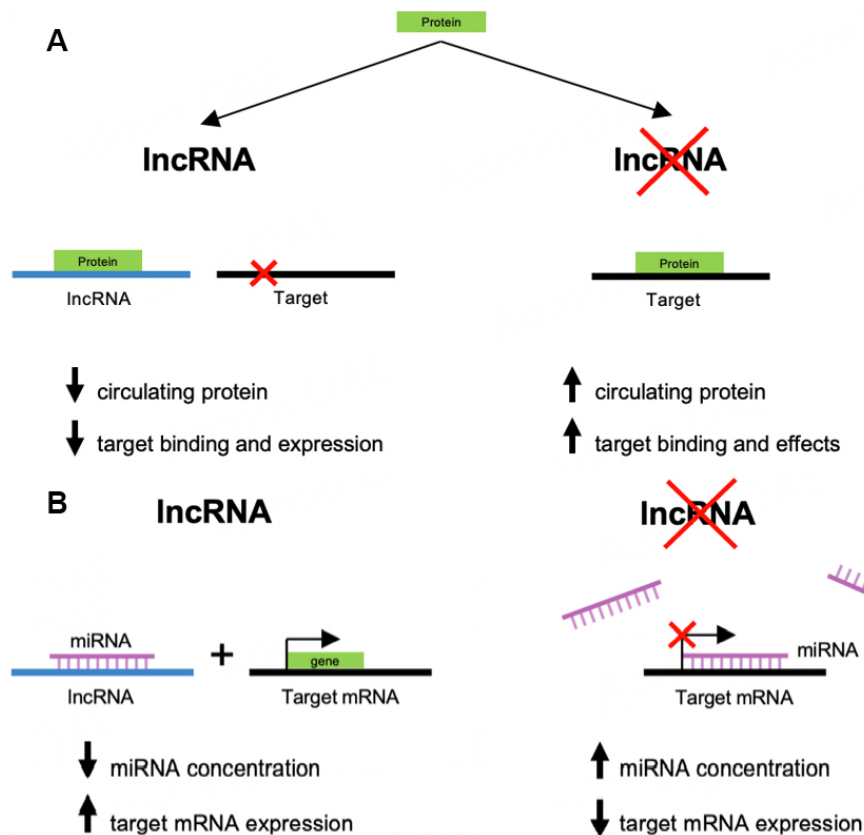 Protein
A
lncRNA
lncRNA
Protein
lncRNA
Target
Protein
Target
circulating protein
target binding and expression
circulating protein
target binding and effects
B
lncRNA
lncRNA
miRNA
lncRNA
+
gene
Target mRNA
miRNA
Target mRNA
miRNA concentration
target mRNA expression
miRNA concentration
target mRNA expression